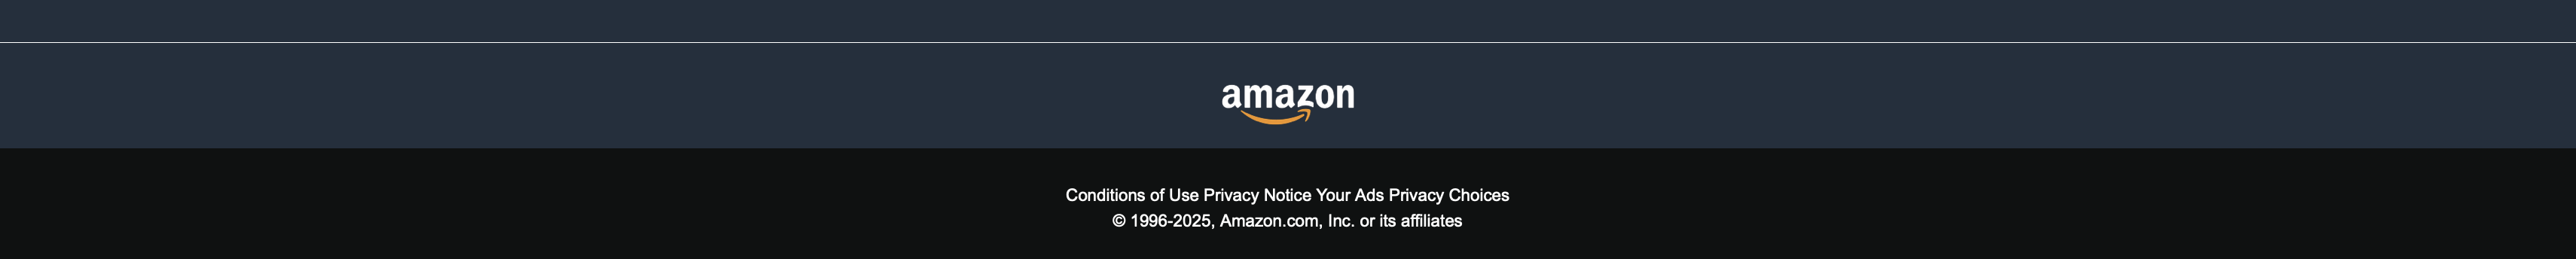 amazon
Conditions of Use Privacy Notice Your Ads Privacy Choices
© 1996-2025, Amazon.com, Inc. or its affiliates